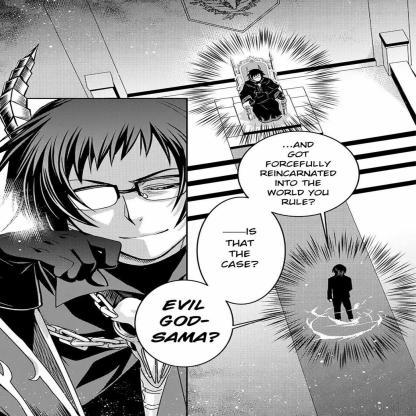 ...AND
GOT
FORCEFULLY
REINCARNATED
INTO THE
WORLD YOU
RULE?
—IS
THAT
THE
CASE?
EVIL
GOD-
SAMA?